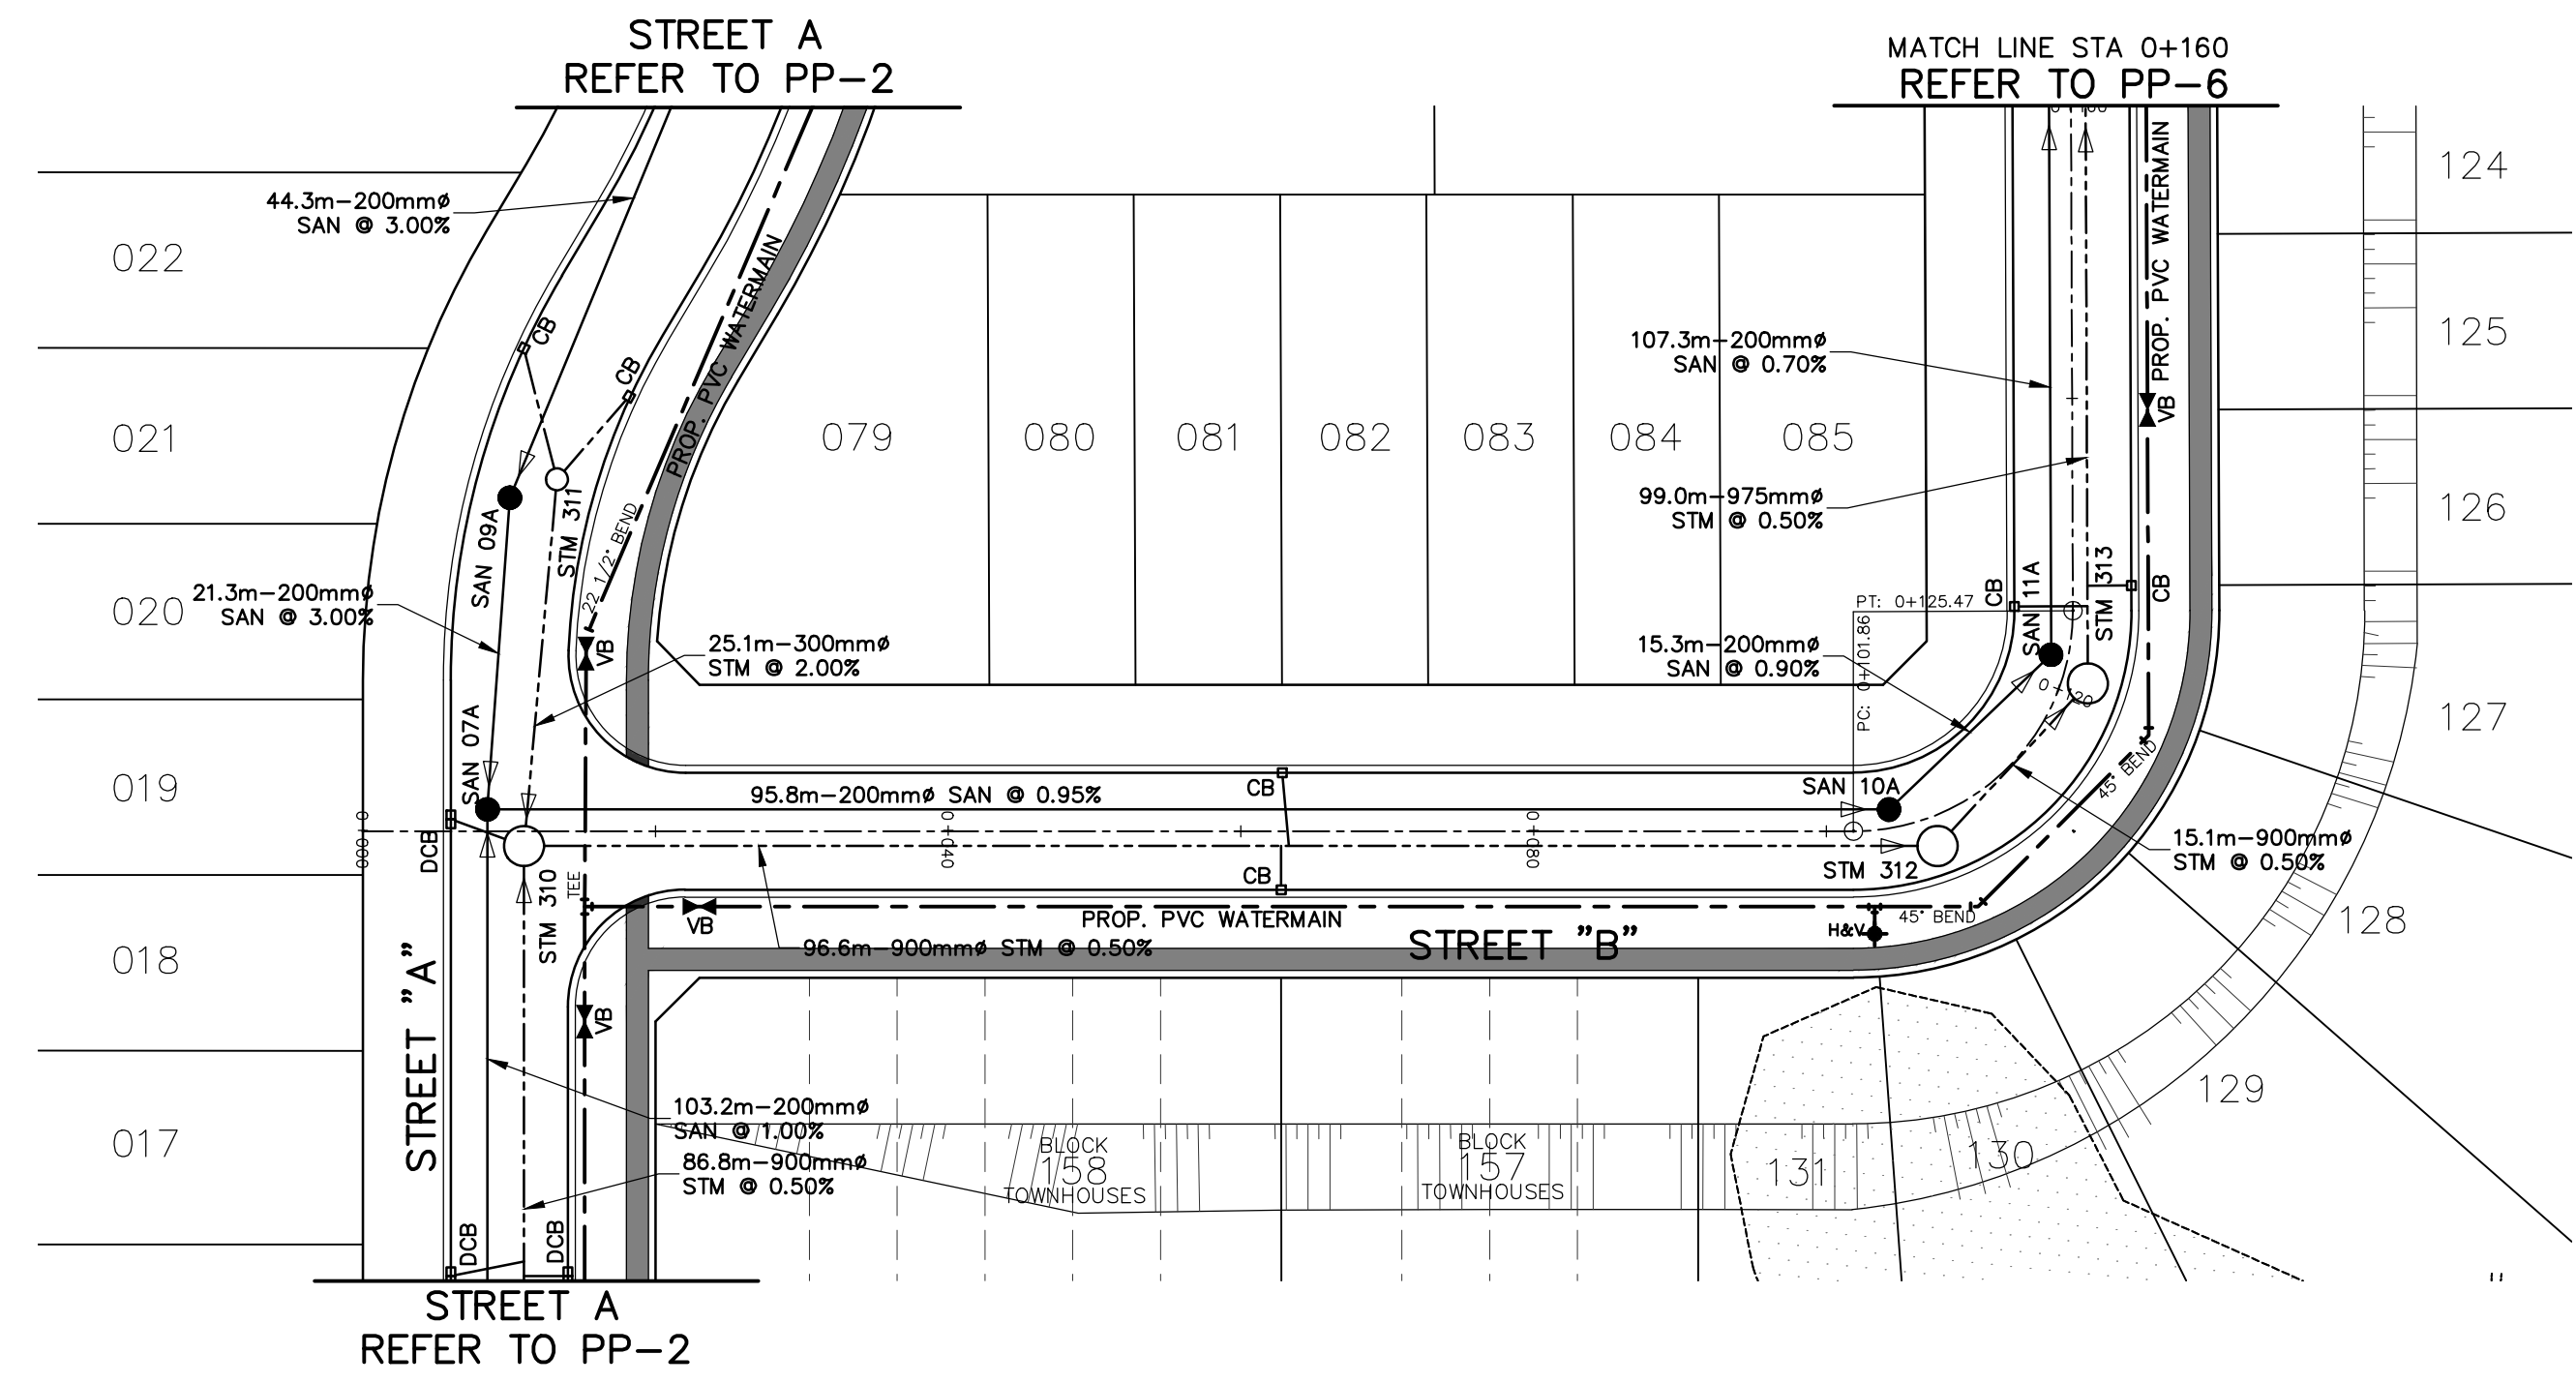 STREET A
REFER TO PP-2
MATCH LINE STA 0+160
REFER TO PP-6
44.3m-200mmø
SAN @ 3.00%
022
021
020
019
018
017
CB
CB
PROP. PVC WATERMAIN
079
080
081
082
083
084
085
107.3m-200mmø
SAN @ 0.70%
99.0m-975mmø
STM @ 0.50%
PROP. PVC WATERMAIN
VB
124
125
126
127
128
129
130
131
SAN 09A
STM 311
22 1/2° BEND
21.3m-200mmø
SAN @ 3.00%
VB
25.1m-300mmø
STM @ 2.00%
PT: 0+125.47
PC: 0+101.86
CB
SAN 11A
STM 313
CB
15.3m-200mmø
SAN @ 0.90%
0+120
SAN 07A
95.8m-200mmø SAN @ 0.95%
CB
SAN 10A
45° BEND
0+000
DCB
0+040
0+080
15.1m-900mmø
STM @ 0.50%
STM 310
TEE
CB
STM 312
VB
PROP. PVC WATERMAIN
45° BEND
H&V
96.6m-900mmø STM @ 0.50%
STREET "B"
STREET "A"
VB
103.2m-200mmø
SAN @ 1.00%
86.8m-900mmø
STM @ 0.50%
BLOCK
158
TOWNHOUSES
BLOCK
157
TOWNHOUSES
DCB
DCB
STREET A
REFER TO PP-2